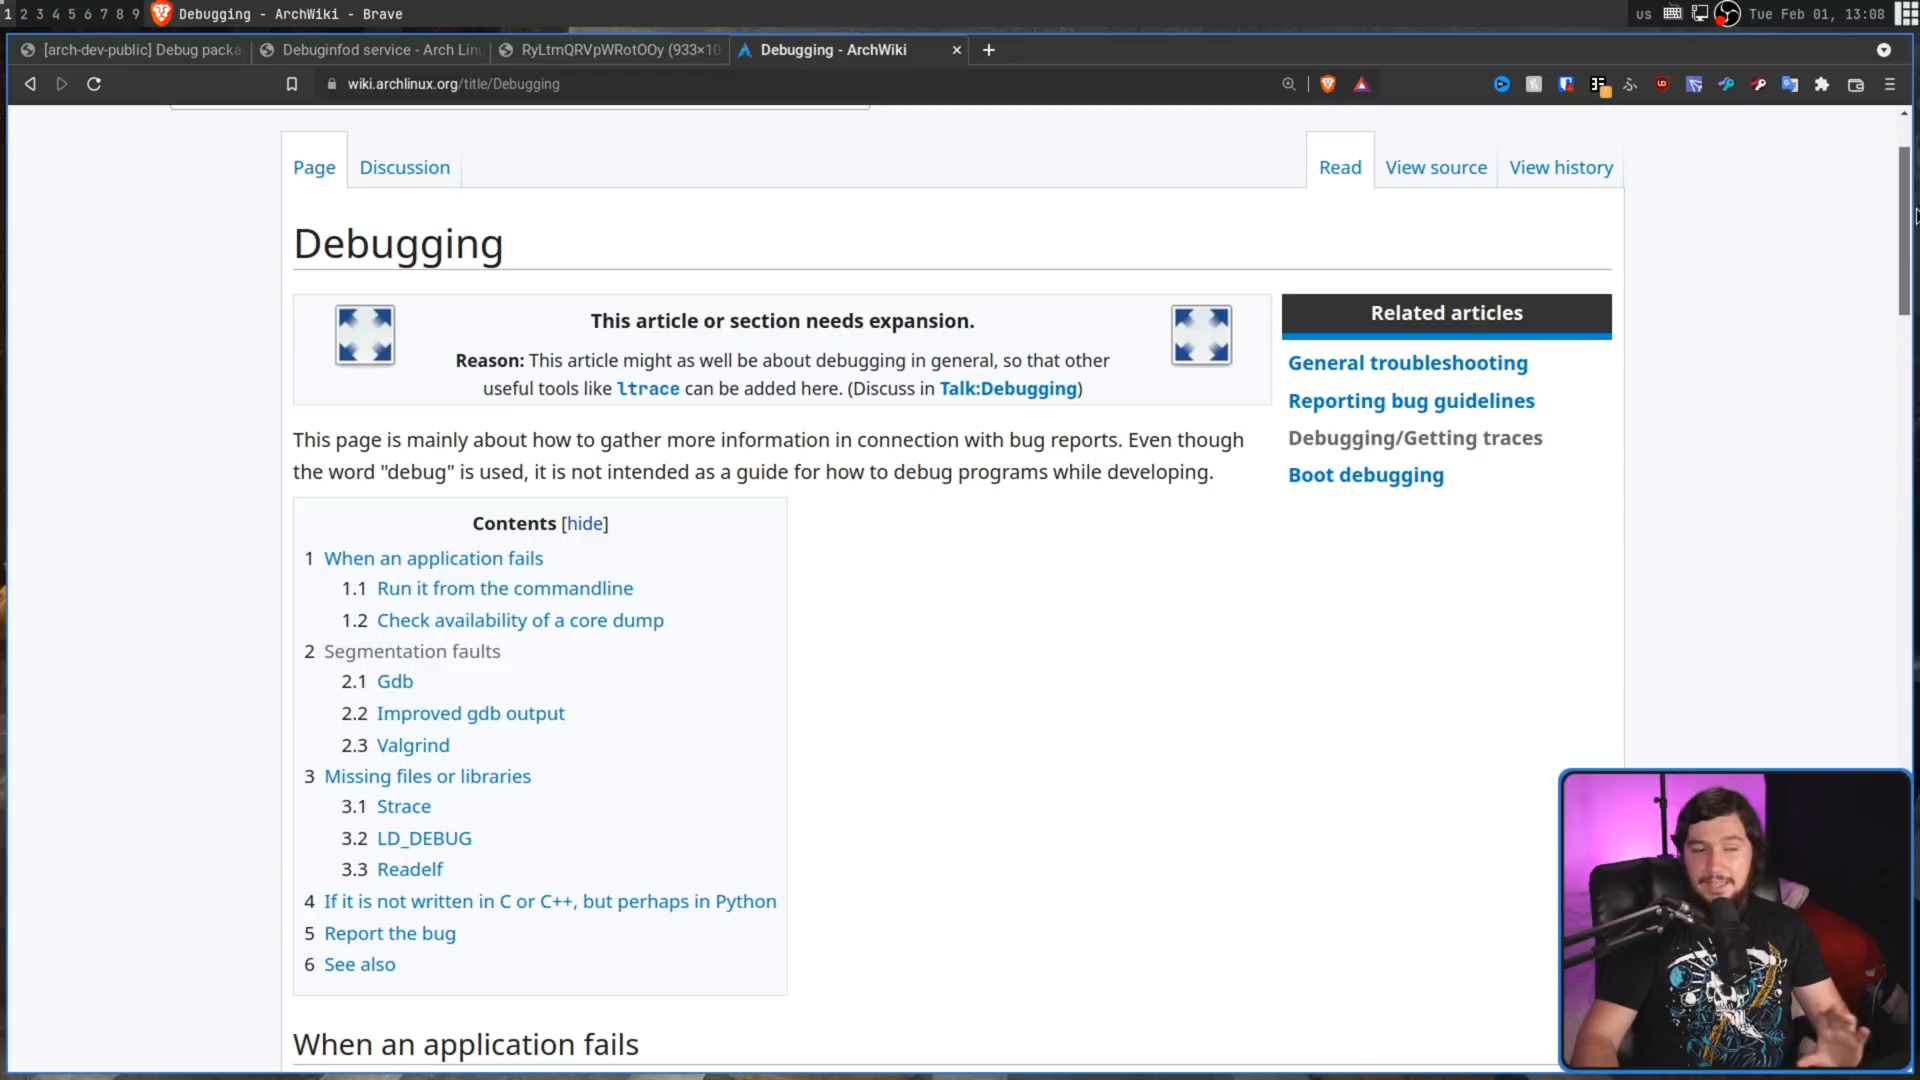 1 2 3 4 5 6 7 8 9 Debugging - ArchWiki - Brave
us Tue Feb 01, 13:08
[arch-dev-public] Debug packa
Debuginfod service - Arch Linu
RyLtmQRVpWRotOOy (933×10
Debugging - ArchWiki
wiki.archlinux.org/title/Debugging
Page Discussion
Read View source View history
Debugging
This article or section needs expansion.
Reason: This article might as well be about debugging in general, so that other
useful tools like ltrace can be added here. (Discuss in Talk:Debugging)
Related articles
General troubleshooting
Reporting bug guidelines
Debugging/Getting traces
Boot debugging
This page is mainly about how to gather more information in connection with bug reports. Even though
the word "debug" is used, it is not intended as a guide for how to debug programs while developing.
Contents [hide]
1 When an application fails
1.1 Run it from the commandline
1.2 Check availability of a core dump
2 Segmentation faults
2.1 Gdb
2.2 Improved gdb output
2.3 Valgrind
3 Missing files or libraries
3.1 Strace
3.2 LD_DEBUG
3.3 Readelf
4 If it is not written in C or C++, but perhaps in Python
5 Report the bug
6 See also
When an application fails